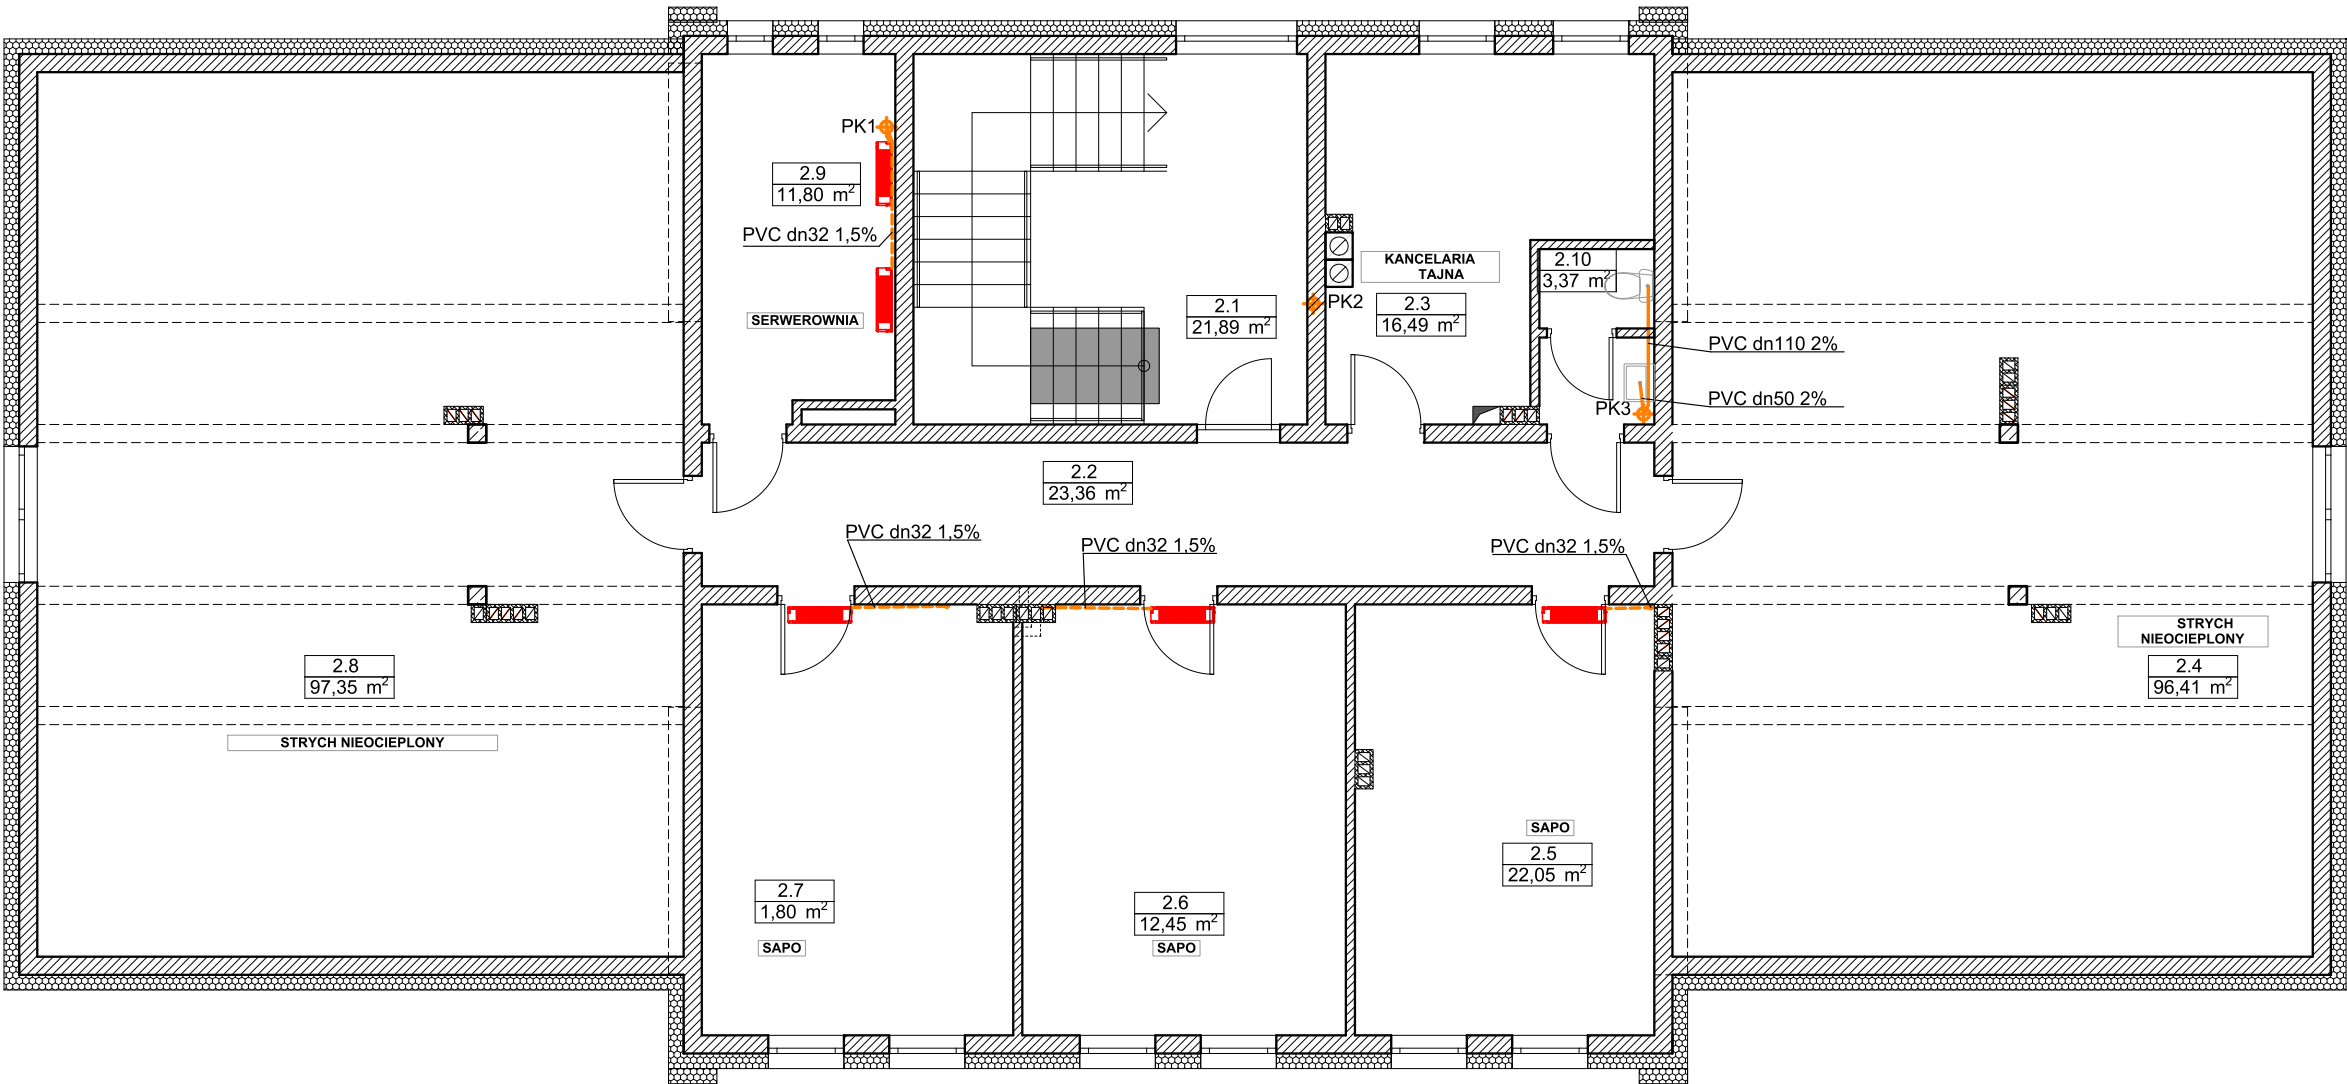 PK1
2.9
11,80 m²
PVC dn32 1,5%
SERWEROWNIA
2.1
21,89 m²
PK2
KANCELARIA
TAJNA
2.3
16,49 m²
2.10
3,37 m²
PVC dn110 2%
PVC dn50 2%
PK3
2.2
23,36 m²
PVC dn32 1,5%
PVC dn32 1,5%
PVC dn32 1,5%
2.8
97,35 m²
STRYCH NIEOCIEPLONY
STRYCH
NIEOCIEPLONY
2.4
96,41 m²
SAPO
2.5
22,05 m²
2.7
1,80 m²
SAPO
2.6
12,45 m²
SAPO